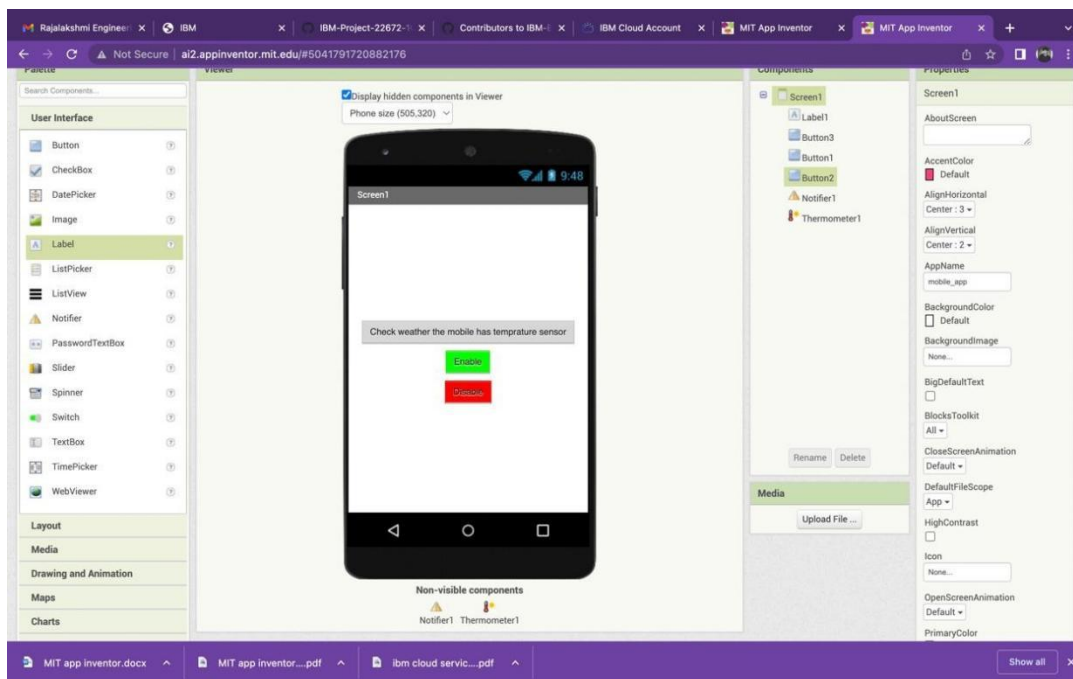 Rajalakshmi Engineeri
IBM
IBM-Project-22672-1
Contributors to IBM-E
IBM Cloud Account
MIT App Inventor
MIT App Inventor
Not Secure
ai2.appinventor.mit.edu/#5041791720882176
Palette
Viewer
Components
Properties
Search Components...
User Interface
Button
CheckBox
DatePicker
Image
Label
ListPicker
ListView
Notifier
PasswordTextBox
Slider
Spinner
Switch
TextBox
TimePicker
WebViewer
Layout
Media
Drawing and Animation
Maps
Charts
Display hidden components in Viewer
Phone size (505,320)
9:48
Screen1
Check weather the mobile has temprature sensor
Enable
Non-visible components
Notifier1 Thermometer1
Screen1
Label1
Button3
Button1
Button2
Notifier1
Thermometer1
Rename Delete
Media
Upload File ...
Screen1
AboutScreen
AccentColor
Default
AlignHorizontal
Center : 3
AlignVertical
Center : 2
AppName
mobile_app
BackgroundColor
Default
BackgroundImage
None...
BigDefaultText
BlocksToolkit
All
CloseScreenAnimation
Default
DefaultFileScope
App
HighContrast
Icon
None...
OpenScreenAnimation
Default
PrimaryColor
MIT app inventor.docx
MIT app inventor....pdf
ibm cloud servic....pdf
Show all